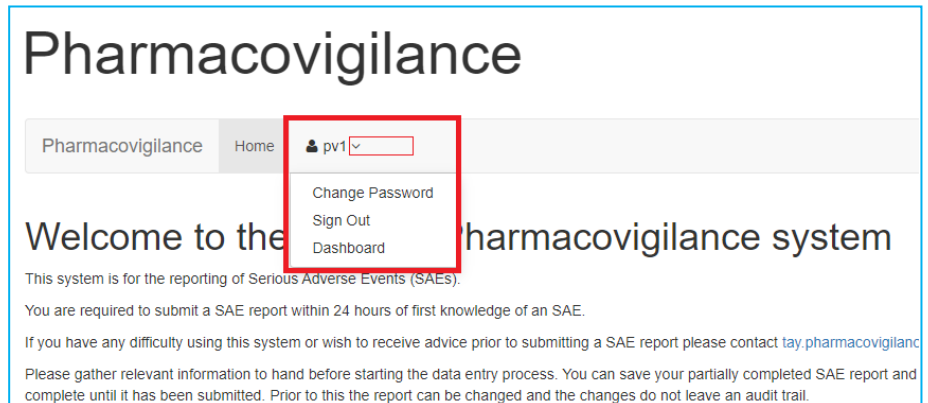 Pharmacovigilance
Pharmacovigilance Home pv1
Change Password
Sign Out
Dashboard
Welcome to the harmacovigilance system
This system is for the reporting of Serious Adverse Events (SAEs).
You are required to submit a SAE report within 24 hours of first knowledge of an SAE.
If you have any difficulty using this system or wish to receive advice prior to submitting a SAE report please contact tay.pharmacovigilanc
Please gather relevant information to hand before starting the data entry process. You can save your partially completed SAE report and
complete until it has been submitted. Prior to this the report can be changed and the changes do not leave an audit trail.